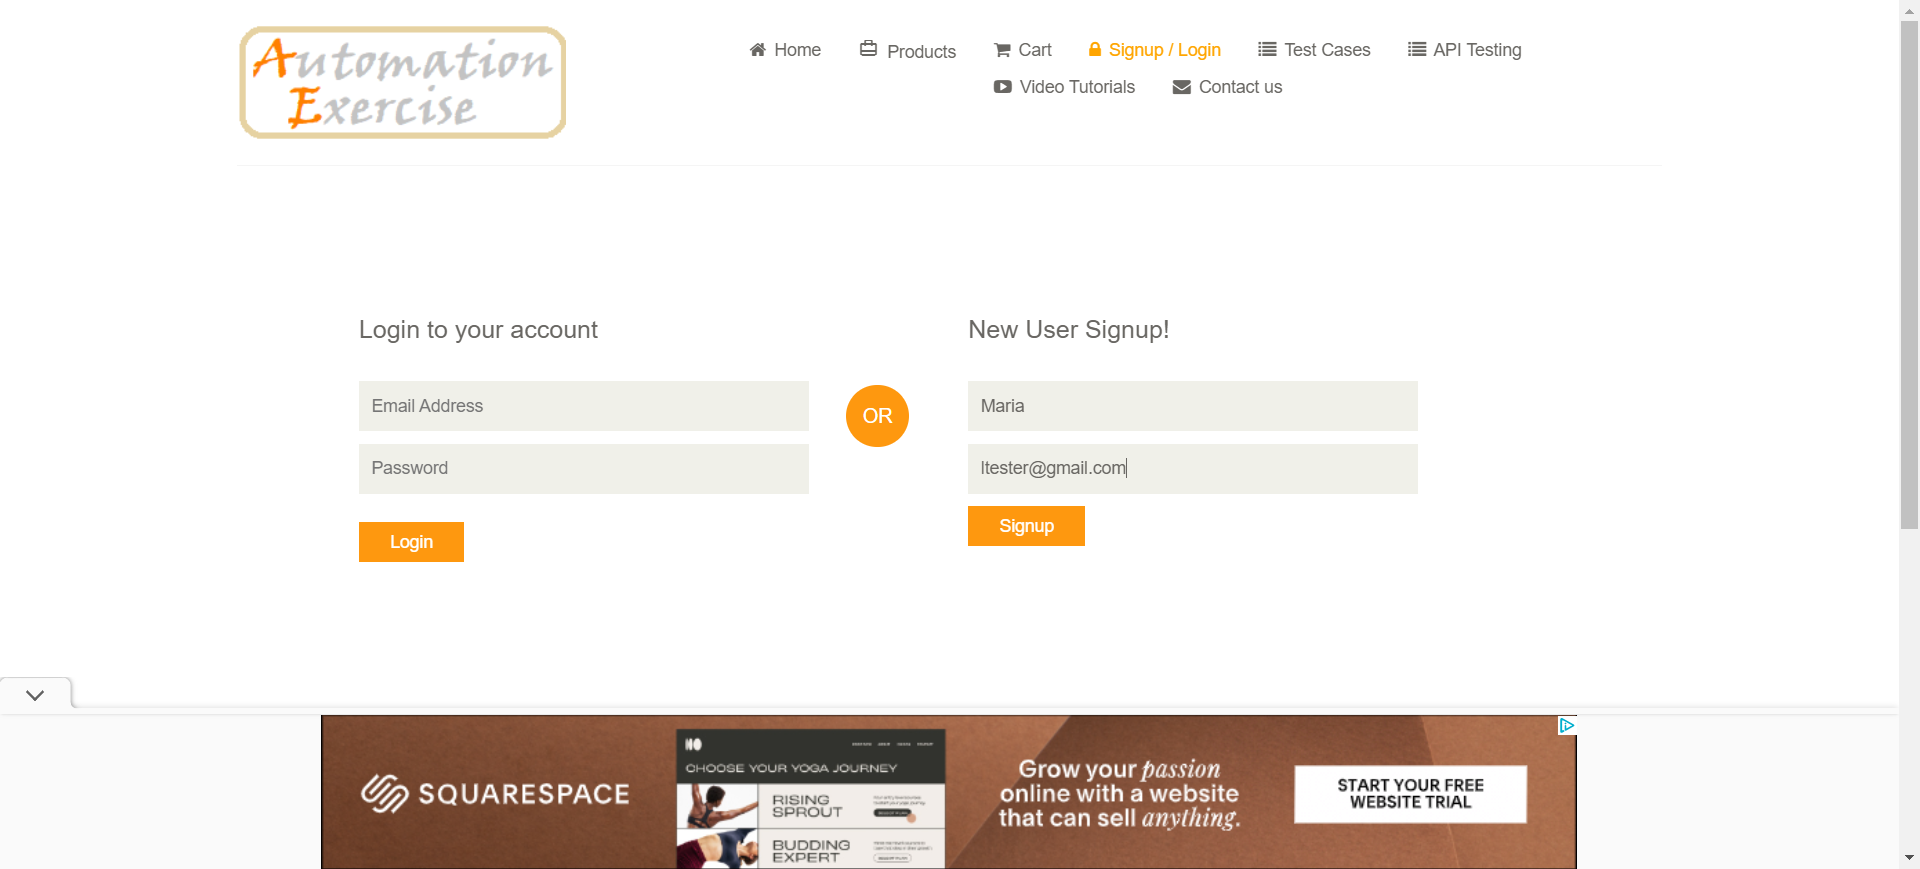 Automation
Exercise
Home
Products
Cart
Signup / Login
Test Cases
API Testing
Video Tutorials
Contact us
Login to your account
Email Address
Password
Login
OR
New User Signup!
Maria
ltester@gmail.com
Signup
SQUARESPACE
CHOOSE YOUR YOGA JOURNEY
RISING
SPROUT
BUDDING
EXPERT
Grow your passion
online with a website
that can sell anything.
START YOUR FREE
WEBSITE TRIAL